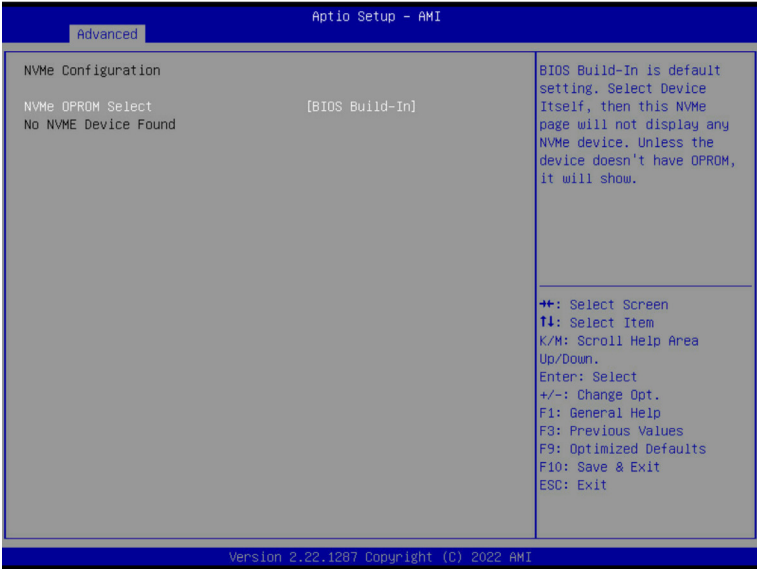 Aptio Setup – AMI
Advanced
NVMe Configuration
NVMe OPROM Select [BIOS Build-In]
No NVME Device Found
BIOS Build-In is default
setting. Select Device
Itself, then this NVMe
page will not display any
NVMe device. Unless the
device doesn't have OPROM,
it will show.
→←: Select Screen
↑↓: Select Item
K/M: Scroll Help Area
Up/Down.
Enter: Select
+/-: Change Opt.
F1: General Help
F3: Previous Values
F9: Optimized Defaults
F10: Save & Exit
ESC: Exit
Version 2.22.1287 Copyright (C) 2022 AMI